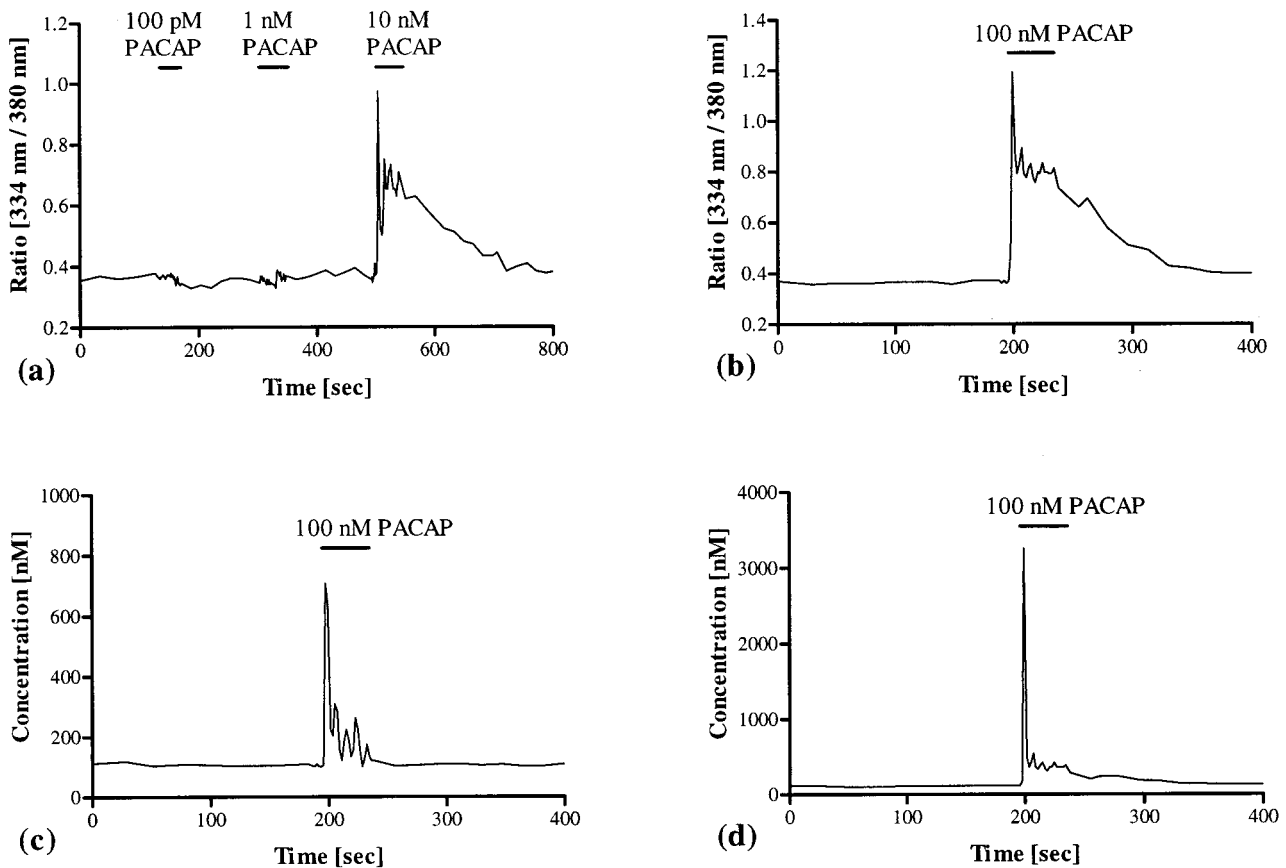 100 pM
PACAP
1 nM
PACAP
10 nM
PACAP
Ratio [334 nm / 380 nm]
1.2
1.0
0.8
0.6
0.4
0.2
0 200 400 600 800
Time [sec]
(a)
100 nM PACAP
Ratio [334 nm / 380 nm]
1.4
1.2
1.0
0.8
0.6
0.4
0.2
0 100 200 300 400
Time [sec]
(b)
100 nM PACAP
Concentration [nM]
1000
800
600
400
200
0
0 100 200 300 400
Time [sec]
(c)
100 nM PACAP
Concentration [nM]
4000
3000
2000
1000
0
0 100 200 300 400
Time [sec]
(d)